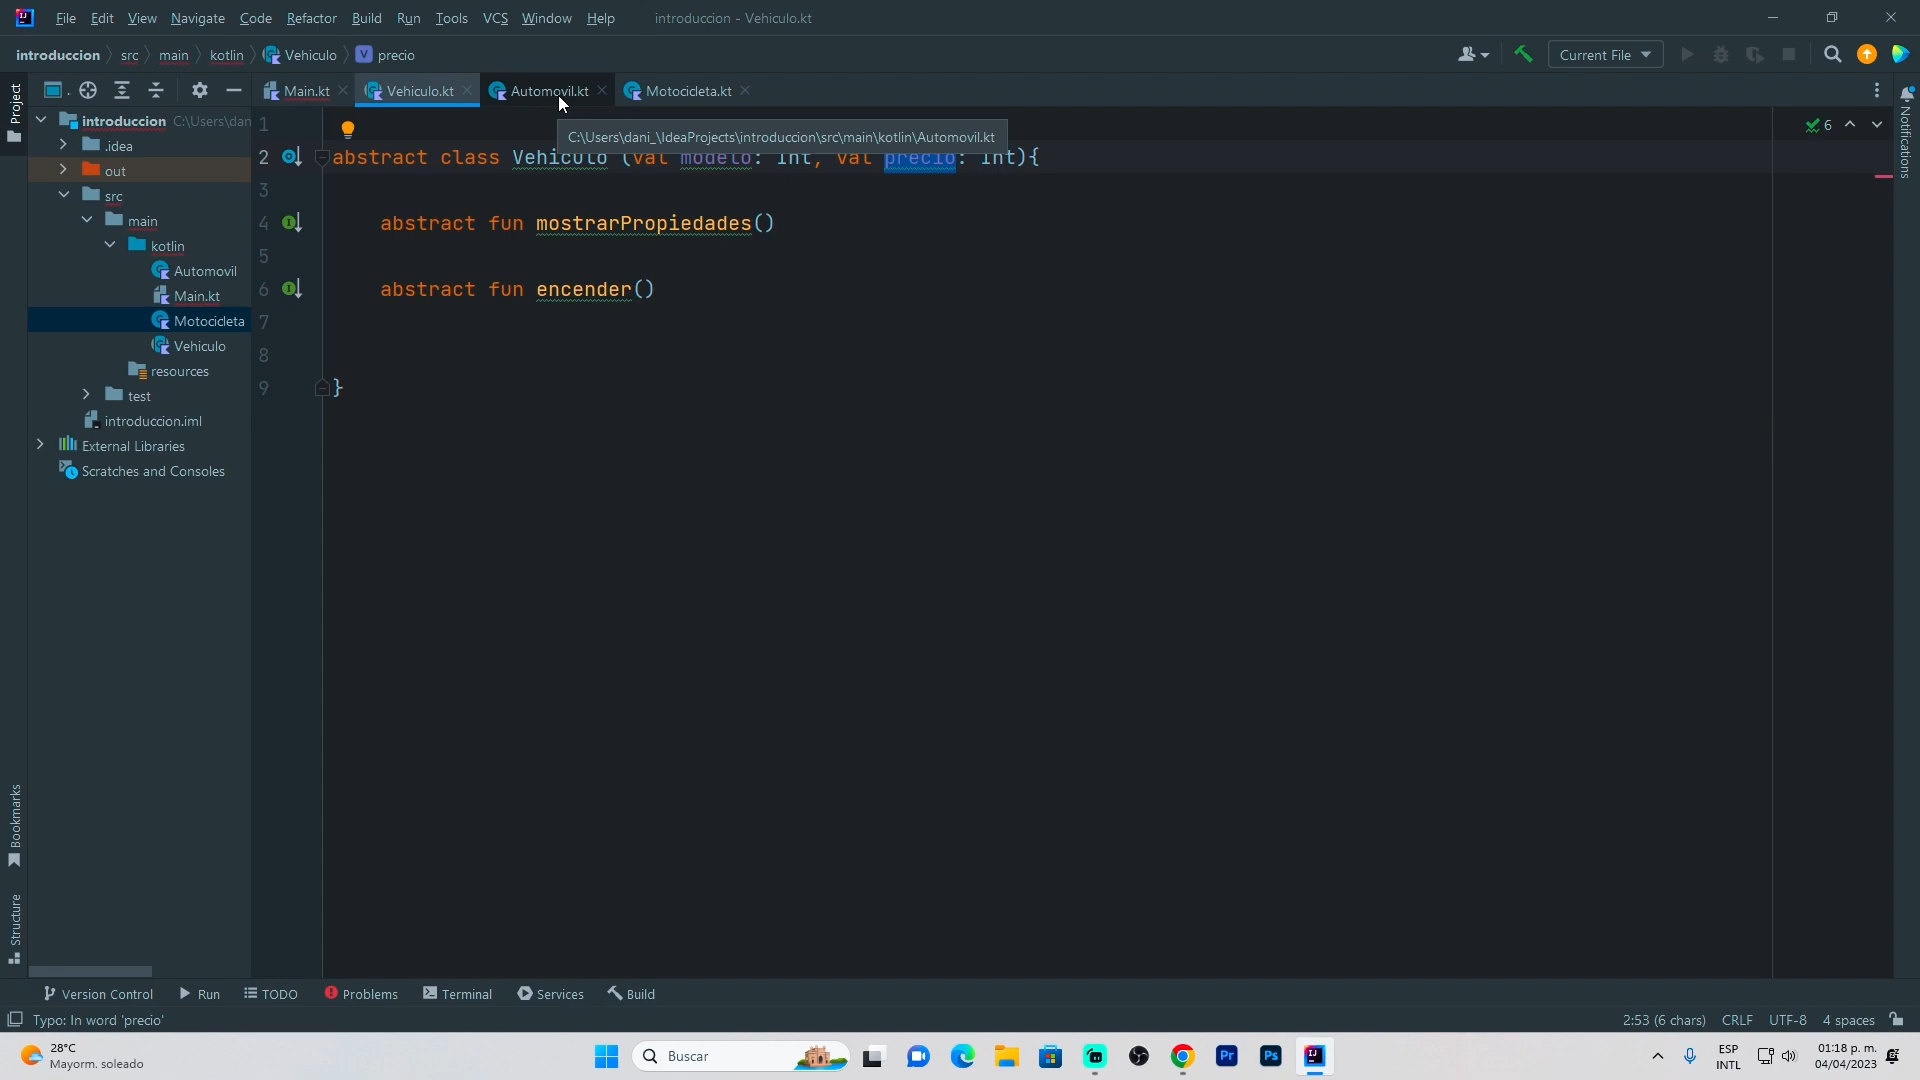 File Edit View Navigate Code Refactor Build Run Tools VCS Window Help introduccion - Vehiculo.kt
introduccion src main kotlin Vehiculo V precio Current File
Main.kt Vehiculo.kt Automovil.kt Motocicleta.kt
Project
introduccion C:\Users\dan
.idea
out
src
main
kotlin
Automovil
Main.kt
Motocicleta
Vehiculo
resources
test
introduccion.iml
External Libraries
Scratches and Consoles
1
C:\Users\dani_\IdeaProjects\introduccion\src\main\kotlin\Automovil.kt
6
2 abstract class Vehiculo (val modelo: Int, val precio: Int){
3
4 abstract fun mostrarPropiedades()
5
6 abstract fun encender()
7
8
9 }
Notifications
Bookmarks
Structure
Version Control Run TODO Problems Terminal Services Build
Typo: In word 'precio' 2:53 (6 chars) CRLF UTF-8 4 spaces
28°C
Mayorm. soleado
Buscar
Pr
Ps
ESP
INTL
01:18 p. m.
04/04/2023